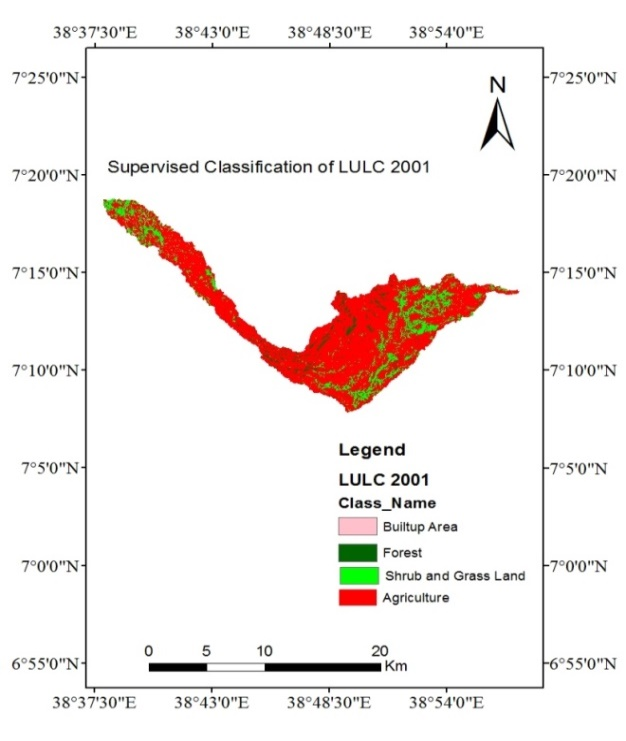 38°37'30"E 38°43'0"E 38°48'30"E 38°54'0"E
7°25'0"N 7°25'0"N
N
Supervised Classification of LULC 2001
7°20'0"N 7°20'0"N
7°15'0"N 7°15'0"N
7°10'0"N 7°10'0"N
Legend
7°5'0"N 7°5'0"N
LULC 2001
Class_Name
Builtup Area
Forest
7°0'0"N 7°0'0"N
Shrub and Grass Land
Agriculture
0 5 10 20
Km
6°55'0"N 6°55'0"N
38°37'30"E 38°43'0"E 38°48'30"E 38°54'0"E